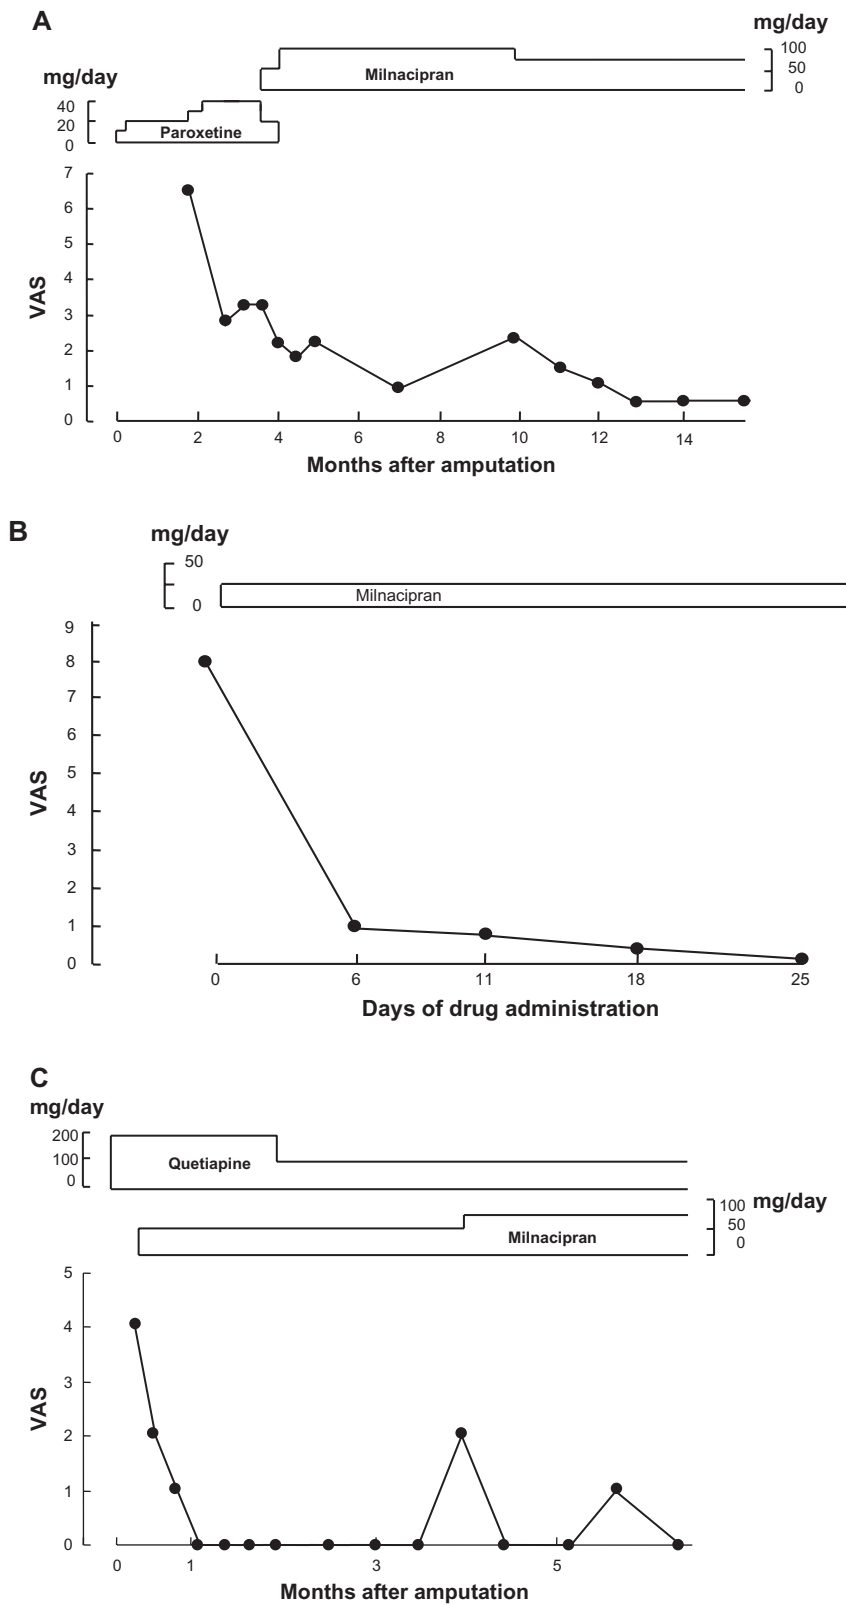 A
mg/day
100
50
0
Milnacipran
mg/day
40
20
0
Paroxetine
7
6
5
4
3
2
1
0
VAS
0 2 4 6 8 10 12 14
Months after amputation
B
mg/day
50
0
Milnacipran
9
8
7
6
5
4
3
2
1
0
VAS
0 6 11 18 25
Days of drug administration
C
mg/day
200
100
0
Quetiapine
100 mg/day
50
0
Milnacipran
5
4
3
2
1
0
VAS
0 1 3 5
Months after amputation